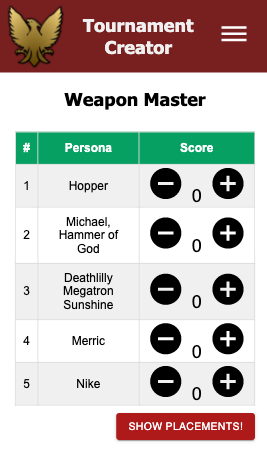 Tournament
Creator
Weapon Master
# Persona Score
1 Hopper − 0 +
2 Michael, Hammer of God − 0 +
3 Deathlilly Megatron Sunshine − 0 +
4 Merric − 0 +
5 Nike − 0 +
SHOW PLACEMENTS!